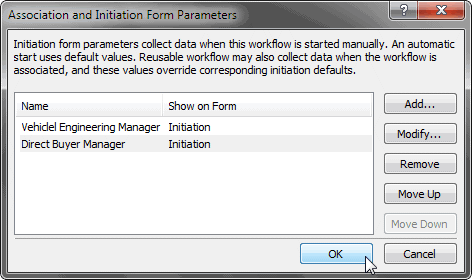 Association and Initiation Form Parameters
Initiation form parameters collect data when this workflow is started manually. An automatic
start uses default values. Reusable workflow may also collect data when the workflow is
associated, and these values override corresponding initiation defaults.
Name Show on Form
Vehiclel Engineering Manager Initiation
Direct Buyer Manager Initiation
Add...
Modify...
Remove
Move Up
Move Down
OK Cancel